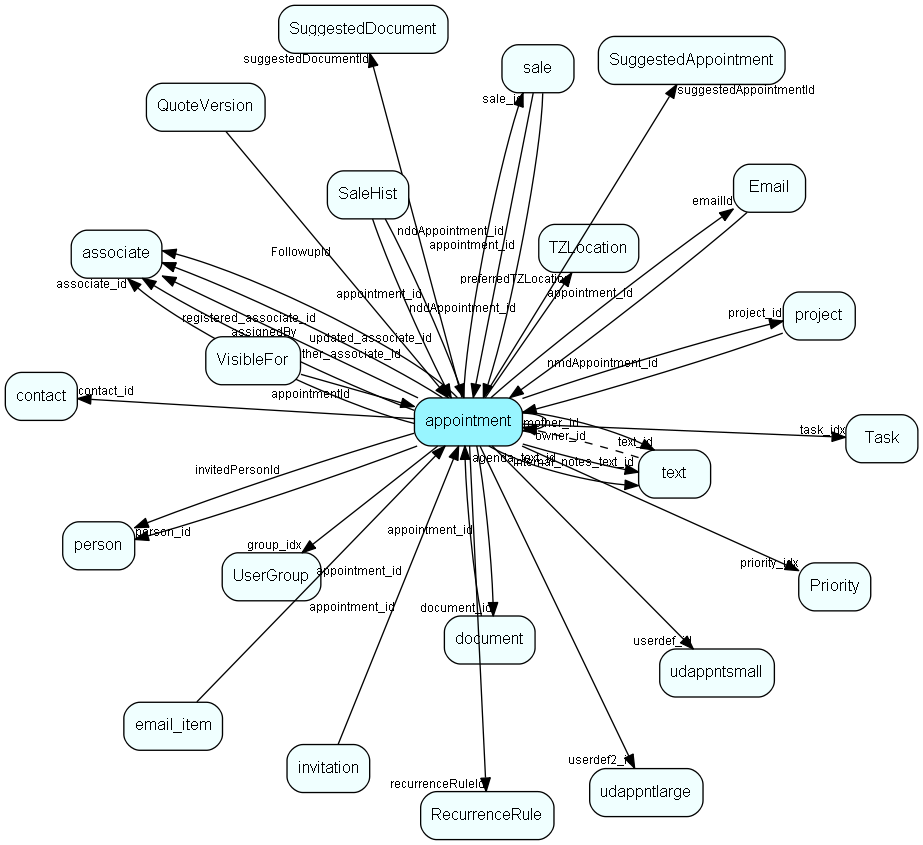 SuggestedDocument
suggestedDocumentId
sale
SuggestedAppointment
suggestedAppointmentId
QuoteVersion
sale_id
SaleHist
Email
emailId
associate
associate_id
nddAppointment_id
appointment_id
FollowupId
TZLocation
preferredTZLocation
appointment_id
appointment_id
nddAppointment_id
project_id
project
registered_associate_id
assignedBy
updated_associate_id
ther_associate_id
VisibleFor
nmdAppointment_id
appointmentId
contact
contact_id
appointment
mother_id
owner_id
text_id
task_idx
Task
agenda_text_id
internal_notes_text_id
text
invitedPersonId
person
person_id
appointment_id
group_idx
UserGroup
appointment_id
priority_idx
Priority
appointment_id
document_id
document
userdef_id
udappntsmall
email_item
invitation
userdef2_id
udappntlarge
recurrenceRuleId
RecurrenceRule